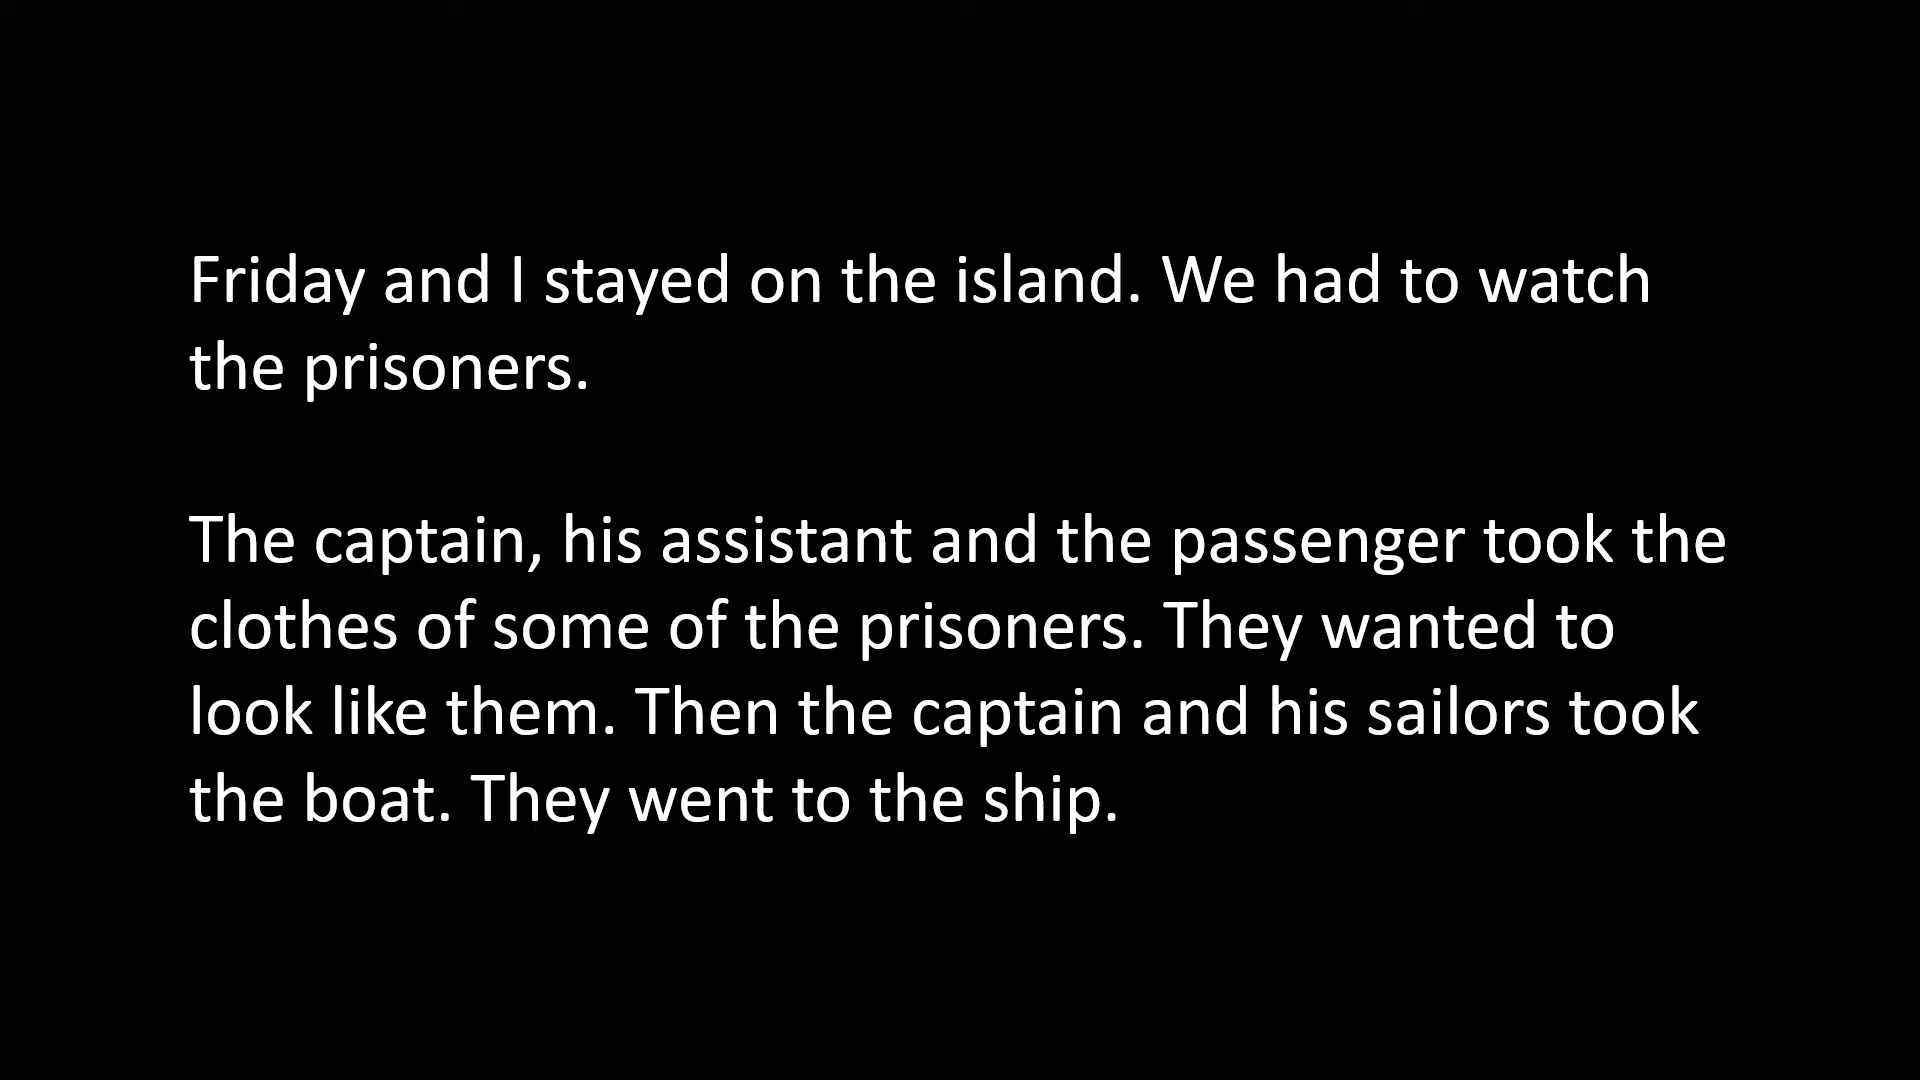 Friday and I stayed on the island. We had to watch
the prisoners.
The captain, his assistant and the passenger took the
clothes of some of the prisoners. They wanted to
look like them. Then the captain and his sailors took
the boat. They went to the ship.